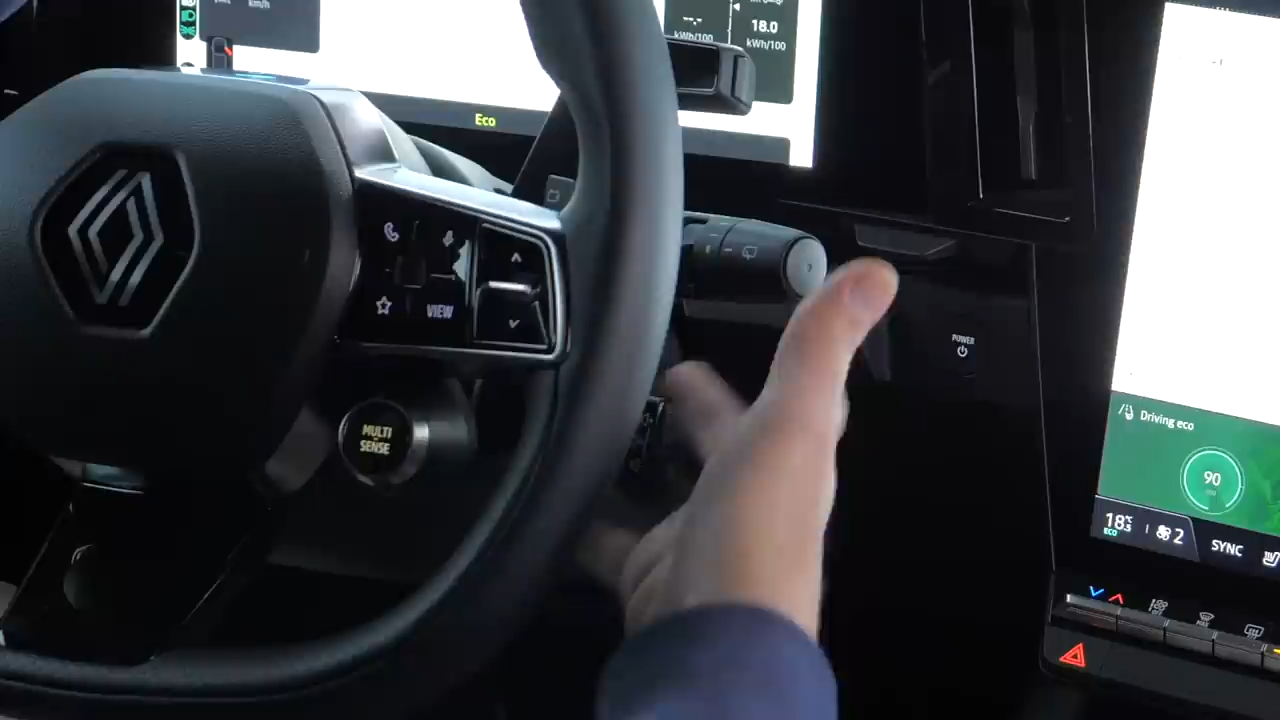 km/h
--.-
kWh/100
18.0
kWh/100
Eco
VIEW
MULTI
SENSE
POWER
Driving eco
90
18.5°C
ECO
2
SYNC